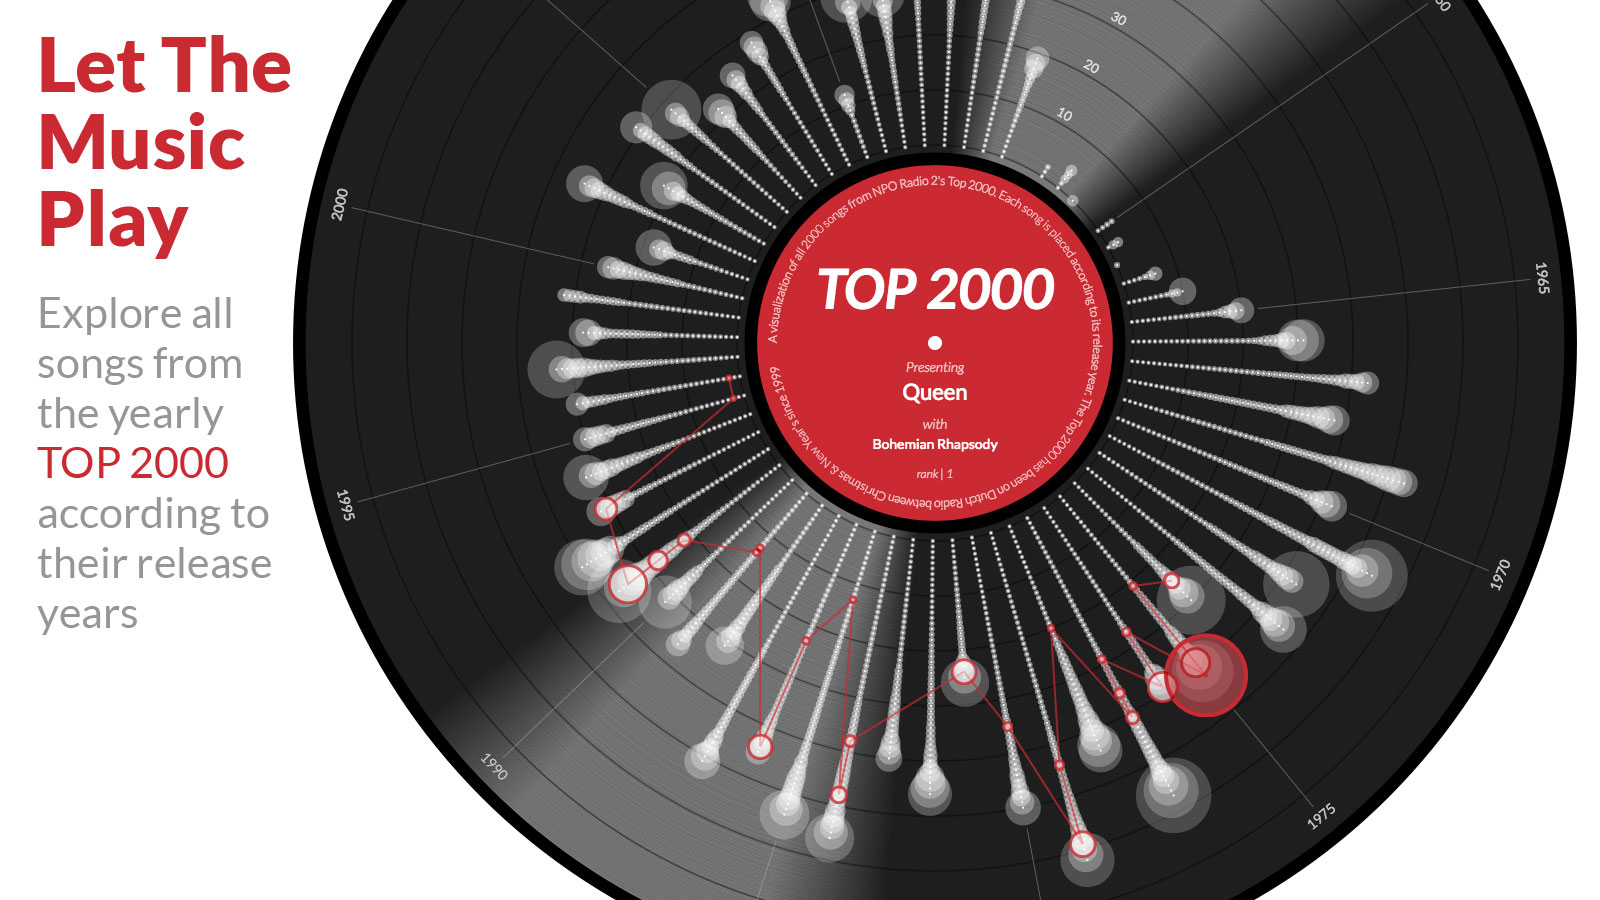 Let The
Music
Play
Explore all
songs from
the yearly
TOP 2000
according to
their release
years
30
20
10
2000
1965
1995
1970
1990
1975
A visualization of all 2000 songs from NPO Radio 2's Top 2000. Each song is placed according to its release year. The Top 2000 has been on Dutch Radio between Christmas & New Year's since 1999
TOP 2000
Presenting
Queen
with
Bohemian Rhapsody
rank | 1